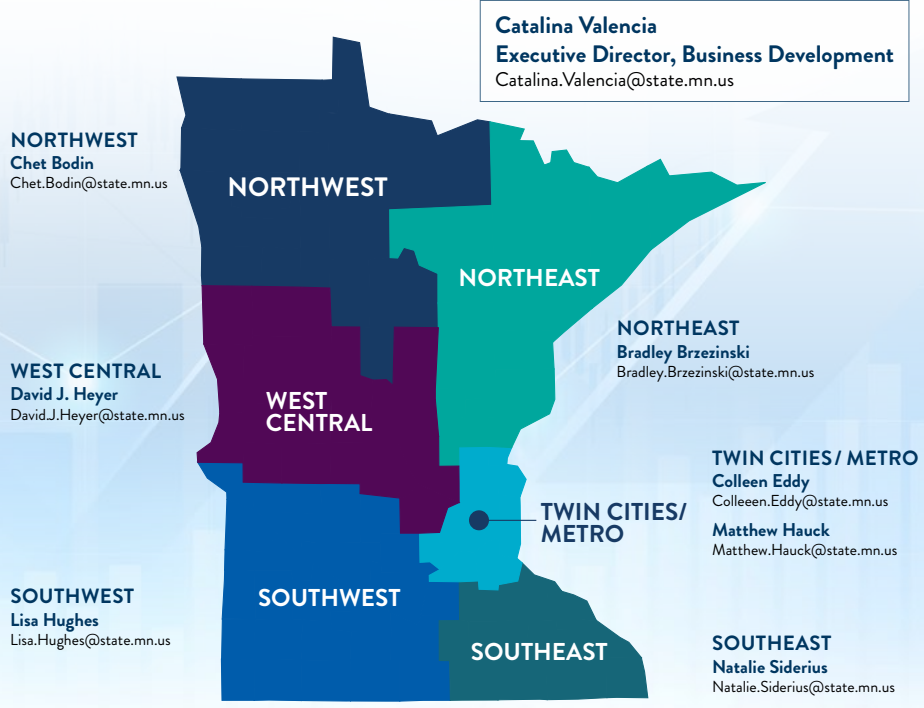 Catalina Valencia
Executive Director, Business Development
Catalina.Valencia@state.mn.us
NORTHWEST
Chet Bodin
Chet.Bodin@state.mn.us
NORTHWEST
NORTHEAST
NORTHEAST
Bradley Brzezinski
Bradley.Brzezinski@state.mn.us
WEST CENTRAL
David J. Heyer
David.J.Heyer@state.mn.us
WEST
CENTRAL
TWIN CITIES / METRO
Colleen Eddy
Colleeen.Eddy@state.mn.us
Matthew Hauck
Matthew.Hauck@state.mn.us
TWIN CITIES/
METRO
SOUTHWEST
Lisa Hughes
Lisa.Hughes@state.mn.us
SOUTHWEST
SOUTHEAST
SOUTHEAST
Natalie Siderius
Natalie.Siderius@state.mn.us